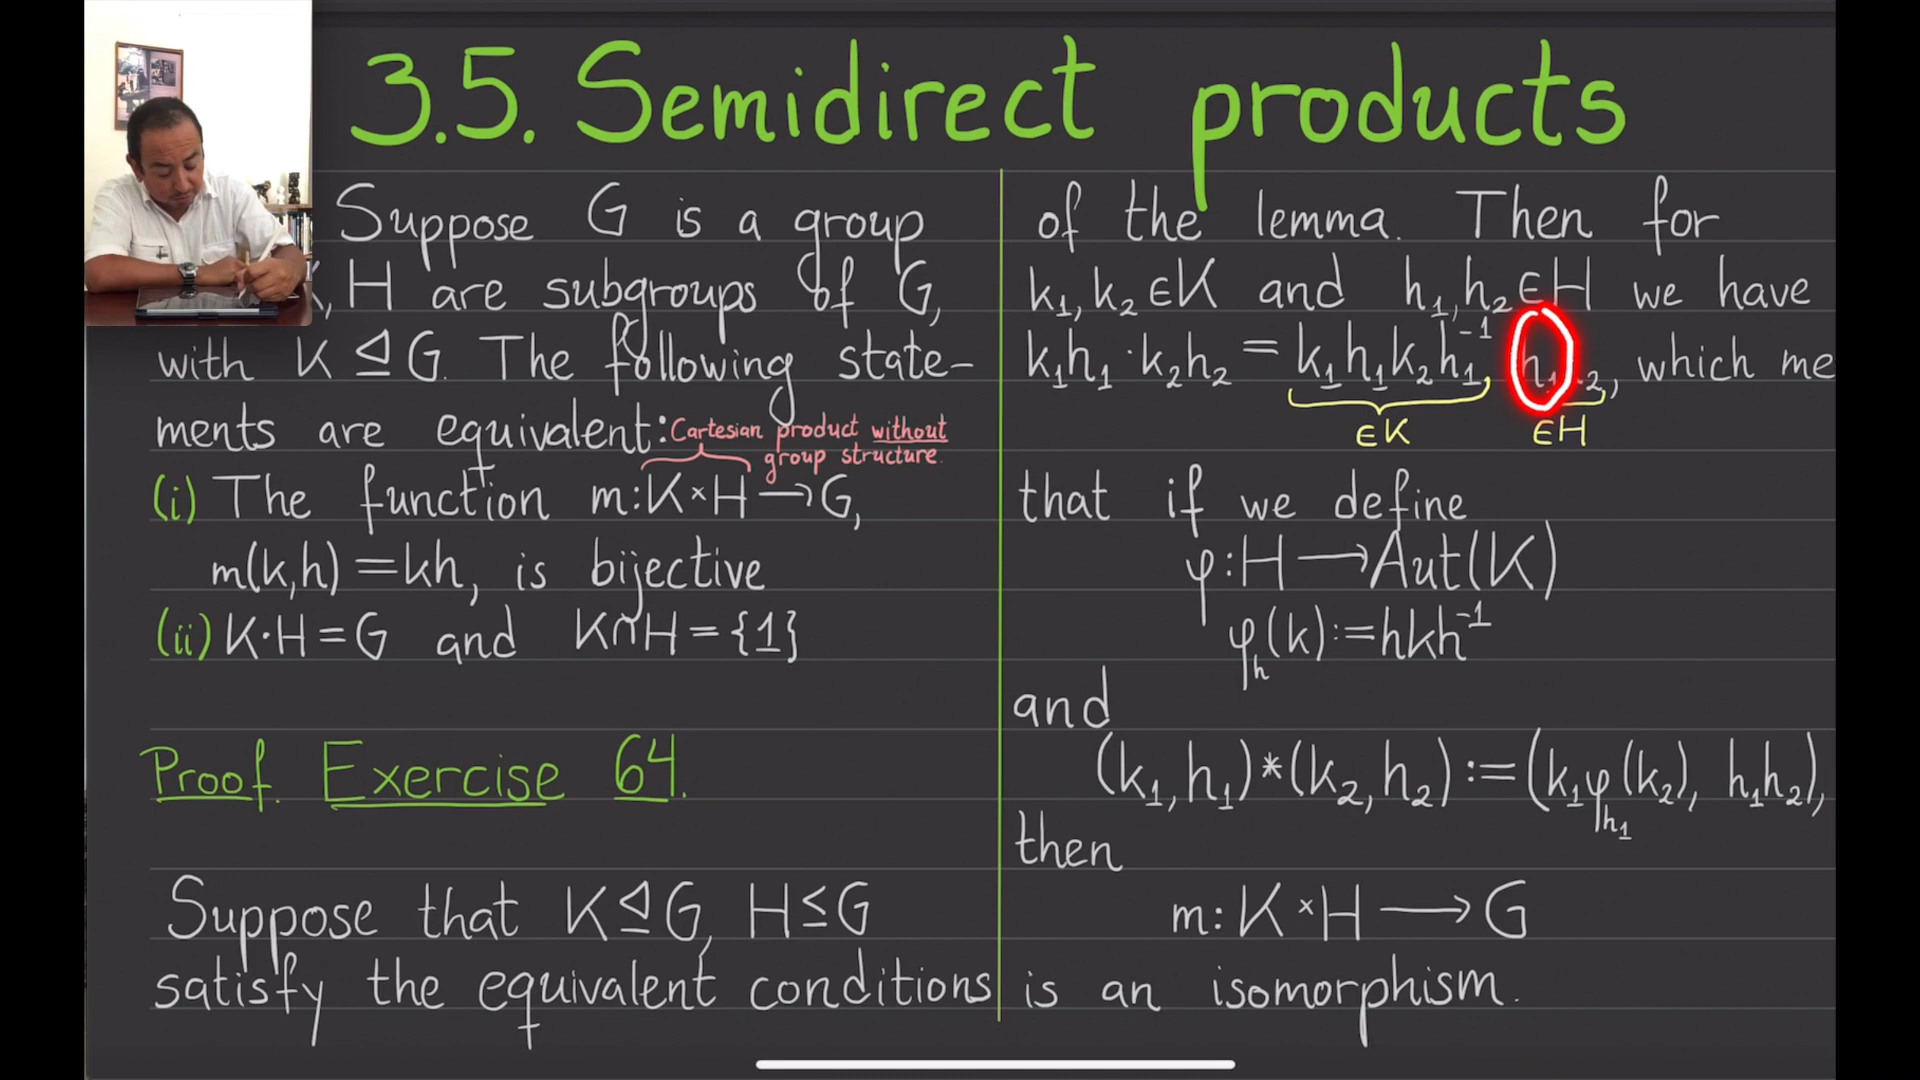 3.5. Semidirect products
Suppose G is a group
K, H are subgroups of G,
with K ⊴ G. The following state-
ments are equivalent:
Cartesian product without
group structure.
(i) The function m: K × H → G,
m(k,h) = kh, is bijective
(ii) K·H = G and K∩H = {1}
Proof. Exercise 64.
Suppose that K ⊴ G, H ≤ G
satisfy the equivalent conditions
of the lemma. Then for
k₁, k₂ ∈ K and h₁, h₂ ∈ H we have
k₁h₁ · k₂h₂ = k₁h₁k₂h₁⁻¹ h₁ ₂, which me
∈K ∈H
that if we define
φ: H → Aut(K)
φₕ(k) := hkh⁻¹
and
(k₁, h₁) * (k₂, h₂) := (k₁φₕ₁(k₂), h₁h₂),
then
m: K × H → G
is an isomorphism.